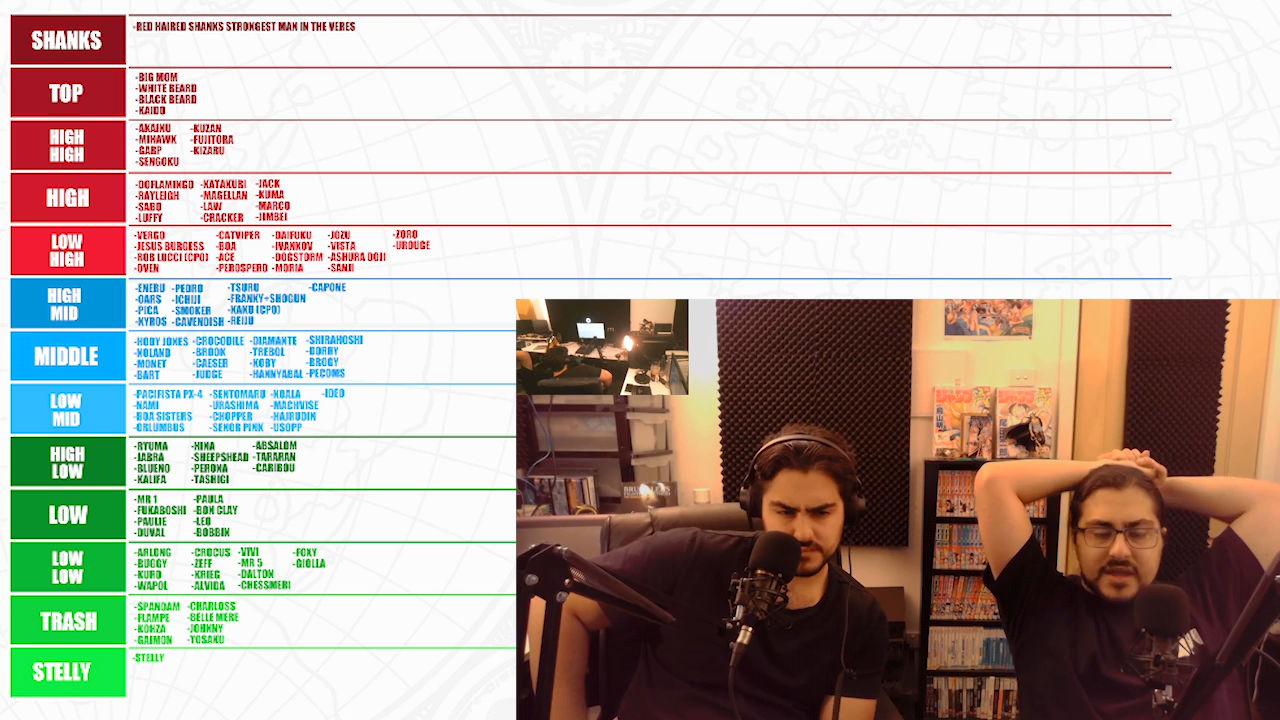 SHANKS
-RED HAIRED SHANKS STRONGEST MAN IN THE VERES
TOP
-BIG MOM
-WHITE BEARD
-BLACK BEARD
-KAIDO
HIGH
HIGH
-AKAINU -KUZAN
-MIHAWK -FUJITORA
-GARP -KIZARU
-SENGOKU
HIGH
-DOFLAMINGO -KATAKURI -JACK
-RAYLEIGH -MAGELLAN -KUMA
-SABO -LAW -MARCO
-LUFFY -CRACKER -JIMBEI
LOW
HIGH
-VERGO -CATVIPER -DAIFUKU -JOZU -ZORO
-JESUS BURGESS -BOA -IVANKOV -VISTA -UROUGE
-ROB LUCCI (CPO) -ACE -DOGSTORM -ASHURA DOJI
-OVEN -PEROSPERO -MORIA -SANJI
HIGH
MID
-ENERU -PEDRO -TSURU -CAPONE
-OARS -ICHIJI -FRANKY+SHOGUN
-PICA -SMOKER -KAKU (CPO)
-KYROS -CAVENDISH -REIJU
MIDDLE
-HODY JONES -CROCODILE -DIAMANTE -SHIRAHOSHI
-NOLAND -BROOK -TREBOL -DORRY
-MONET -CAESER -KOBY -BROGY
-BART -JUDGE -HANNYABAL -PECOMS
LOW
MID
-PACIFISTA PX-4 -SENTOMARU -KOALA -IDEO
-NAMI -URASHIMA -MACHVISE
-BOA SISTERS -CHOPPER -HAJRUDIN
-ORLUMBUS -SENOR PINK -USOPP
HIGH
LOW
-RYUMA -HINA -ABSALOM
-JABRA -SHEEPSHEAD -TARARAN
-BLUENO -PERONA -CARIBOU
-KALIFA -TASHIGI
LOW
-MR 1 -PAULA
-FUKABOSHI -BON CLAY
-PAULIE -LEO
-DUVAL -BOBBIN
LOW
LOW
-ARLONG -CROCUS -VIVI -FOXY
-BUGGY -ZEFF -MR 5 -GIOLLA
-KURO -KRIEG -DALTON
-WAPOL -ALVIDA -CHESSMERI
TRASH
-SPANDAM -CHARLOSS
-FLAMPE -BELLE MERE
-KOHZA -JOHNNY
-GAIMON -YOSAKU
STELLY
-STELLY